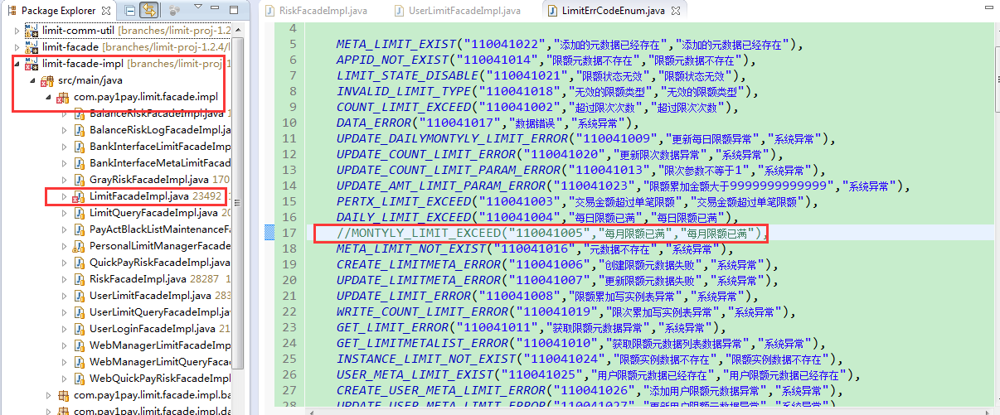 Package Explorer
limit-comm-util [branches/limit-proj-1.2
limit-facade [branches/limit-proj-1.2.4/l
limit-facade-impl [branches/limit-proj-1
src/main/java
com.pay1pay.limit.facade.impl
BalanceRiskFacadeImpl.java 1
BalanceRiskLogFacadeImpl.ja
BankInterfaceLimitFacadeImp
BankInterfaceMetaLimitFacad
GrayRiskFacadeImpl.java 170
LimitFacadeImpl.java 23492
LimitQueryFacadeImpl.java 20
PayActBlackListMaintenanceFa
PersonalLimitManagerFacade
QuickPayRiskFacadeImpl.java
RiskFacadeImpl.java 28287 1
UserLimitFacadeImpl.java 283
UserLimitQueryFacadeImpl.jav
UserLoginFacadeImpl.java 21
WebManagerLimitFacadeImp
WebManagerLimitQueryFacad
WebQuickPayRiskFacadeImpl
com.pay1pay.limit.facade.impl.ba
com.pay1pay.limit.facade.impl.da
RiskFacadeImpl.java
UserLimitFacadeImpl.java
LimitErrCodeEnum.java
4
5 META_LIMIT_EXIST("110041022","添加的元数据已经存在","添加的元数据已经存在"),
6 APPID_NOT_EXIST("110041014","限额元数据不存在","限额元数据不存在"),
7 LIMIT_STATE_DISABLE("110041021","限额状态无效","限额状态无效"),
8 INVALID_LIMIT_TYPE("110041018","无效的限额类型","无效的限额类型"),
9 COUNT_LIMIT_EXCEED("110041002","超过限次次数","超过限次次数"),
10 DATA_ERROR("110041017","数据错误","系统异常"),
11 UPDATE_DAILYMONTYLY_LIMIT_ERROR("110041009","更新每日限额异常","系统异常"),
12 UPDATE_COUNT_LIMIT_ERROR("110041020","更新限次数据异常","系统异常"),
13 UPDATE_COUNT_LIMIT_PARAM_ERROR("110041013","限次参数不等于1","系统异常"),
14 UPDATE_AMT_LIMIT_PARAM_ERROR("110041023","限额累加金额大于9999999999999","系统异常"),
15 PERTX_LIMIT_EXCEED("110041003","交易金额超过单笔限额","交易金额超过单笔限额"),
16 DAILY_LIMIT_EXCEED("110041004","每日限额已满","每日限额已满"),
17 //MONTYLY_LIMIT_EXCEED("110041005","每月限额已满","每月限额已满"),
18 META_LIMIT_NOT_EXIST("110041016","元数据不存在","系统异常"),
19 CREATE_LIMITMETA_ERROR("110041006","创建限额元数据失败","系统异常"),
20 UPDATE_LIMITMETA_ERROR("110041007","更新限额元数据失败","系统异常"),
21 UPDATE_LIMIT_ERROR("110041008","限额累加写实例表异常","系统异常"),
22 WRITE_COUNT_LIMIT_ERROR("110041019","限次累加写实例表异常","系统异常"),
23 GET_LIMIT_ERROR("110041011","获取限额元数据异常","系统异常"),
24 GET_LIMITMETALIST_ERROR("110041010","获取限额元数据列表数据异常","系统异常"),
25 INSTANCE_LIMIT_NOT_EXIST("110041024","限额实例数据不存在","限额实例数据不存在"),
26 USER_META_LIMIT_EXIST("110041025","用户限额元数据已经存在","用户限额元数据已经存在"),
27 CREATE_USER_META_LIMIT_ERROR("110041026","添加用户限额元数据异常","系统异常"),
28 UPDATE_USER_META_LIMIT_ERROR("110041027","更新用户限额元数据异常","系统异常"),